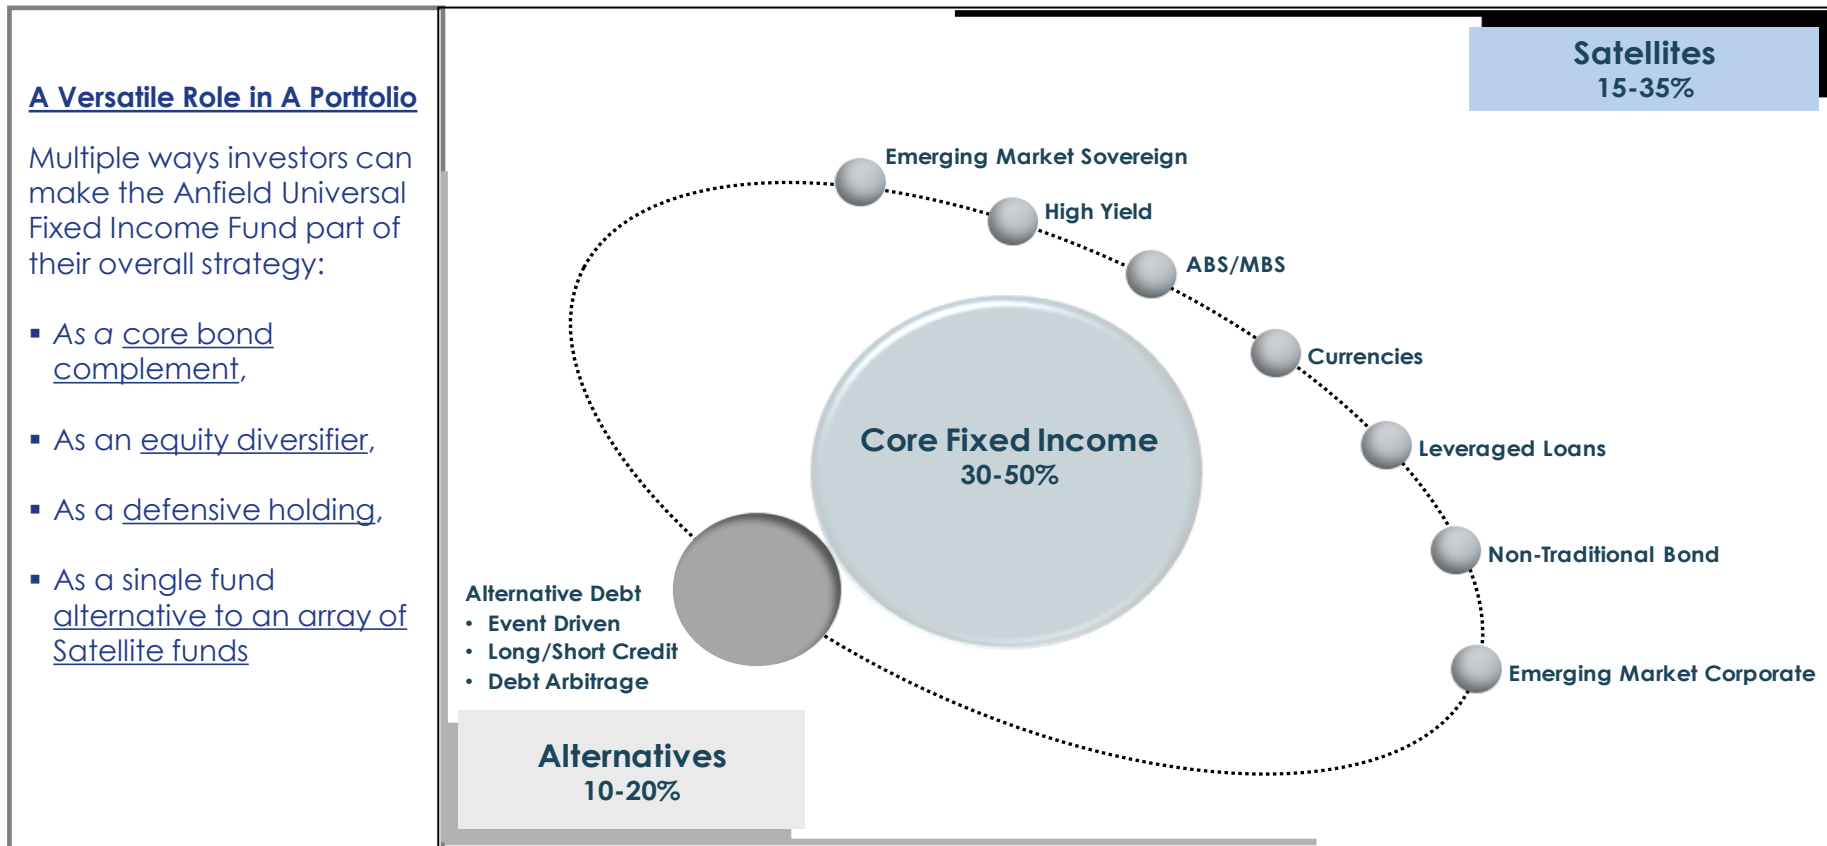 A Versatile Role in A Portfolio
Multiple ways investors can
make the Anfield Universal
Fixed Income Fund part of
their overall strategy:
▪ As a core bond
complement,
▪ As an equity diversifier,
▪ As a defensive holding,
▪ As a single fund
alternative to an array of
Satellite funds
Satellites
15-35%
Emerging Market Sovereign
High Yield
ABS/MBS
Currencies
Leveraged Loans
Non-Traditional Bond
Emerging Market Corporate
Core Fixed Income
30-50%
Alternative Debt
• Event Driven
• Long/Short Credit
• Debt Arbitrage
Alternatives
10-20%